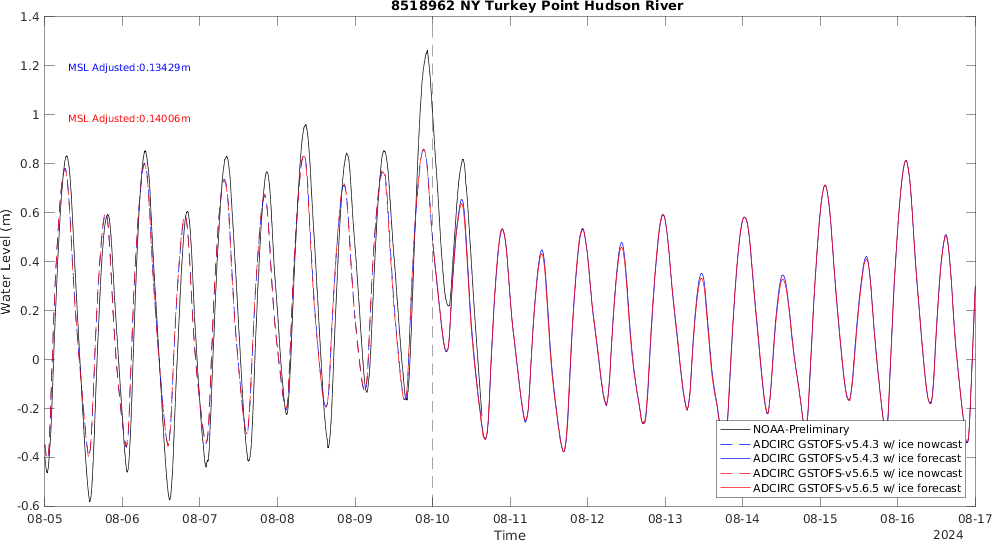 8518962 NY Turkey Point Hudson River
1.4
1.2
1
0.8
0.6
0.4
0.2
0
-0.2
-0.4
-0.6
Water Level (m)
MSL Adjusted:0.13429m
MSL Adjusted:0.14006m
NOAA-Preliminary
ADCIRC GSTOFS-v5.4.3 w/ ice nowcast
ADCIRC GSTOFS-v5.4.3 w/ ice forecast
ADCIRC GSTOFS-v5.6.5 w/ ice nowcast
ADCIRC GSTOFS-v5.6.5 w/ ice forecast
08-05 08-06 08-07 08-08 08-09 08-10 08-11 08-12 08-13 08-14 08-15 08-16 08-17
Time
2024